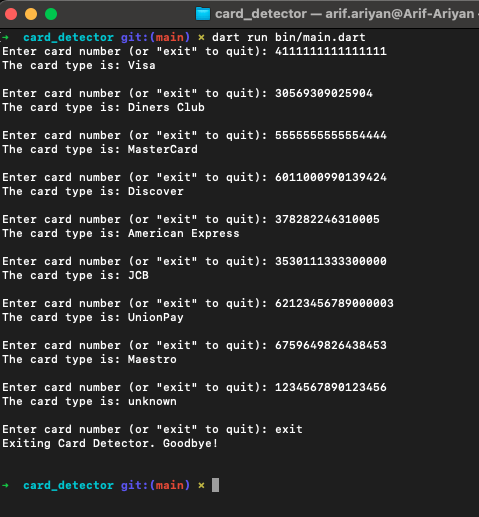 card_detector — arif.ariyan@Arif-Ariyan
→ card_detector git:(main) × dart run bin/main.dart
Enter card number (or "exit" to quit): 4111111111111111
The card type is: Visa
Enter card number (or "exit" to quit): 30569309025904
The card type is: Diners Club
Enter card number (or "exit" to quit): 5555555555554444
The card type is: MasterCard
Enter card number (or "exit" to quit): 6011000990139424
The card type is: Discover
Enter card number (or "exit" to quit): 378282246310005
The card type is: American Express
Enter card number (or "exit" to quit): 3530111333300000
The card type is: JCB
Enter card number (or "exit" to quit): 62123456789000003
The card type is: UnionPay
Enter card number (or "exit" to quit): 6759649826438453
The card type is: Maestro
Enter card number (or "exit" to quit): 1234567890123456
The card type is: unknown
Enter card number (or "exit" to quit): exit
Exiting Card Detector. Goodbye!
→ card_detector git:(main) ×